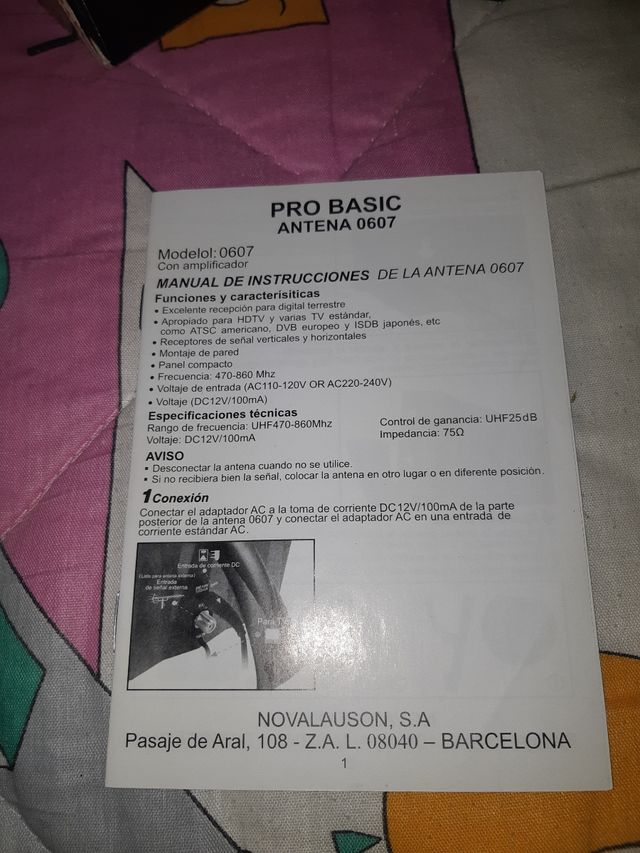 PRO BASIC
ANTENA 0607
Modelol: 0607
Con amplificador
MANUAL DE INSTRUCCIONES DE LA ANTENA 0607
Funciones y caracterisiticas
• Excelente recepción para digital terrestre
• Apropiado para HDTV y varias TV estándar,
como ATSC americano, DVB europeo y ISDB japonés, etc
• Receptores de señal verticales y horizontales
• Montaje de pared
• Panel compacto
• Frecuencia: 470-860 Mhz
• Voltaje de entrada (AC110-120V OR AC220-240V)
• Voltaje (DC12V/100mA)
Especificaciones técnicas
Rango de frecuencia: UHF470-860Mhz Control de ganancia: UHF25dB
Voltaje: DC12V/100mA Impedancia: 75Ω
AVISO
▪ Desconectar la antena cuando no se utilice.
▪ Si no recibiera bien la señal, colocar la antena en otro lugar o en diferente posición.
1 Conexión
Conectar el adaptador AC a la toma de corriente DC12V/100mA de la parte
posterior de la antena 0607 y conectar el adaptador AC en una entrada de
corriente estándar AC.
Entrada de corriente DC
(Lista para antena externa)
Entrada
de señal externa
Para
NOVALAUSON, S.A
Pasaje de Aral, 108 - Z.A. L. 08040 – BARCELONA
1